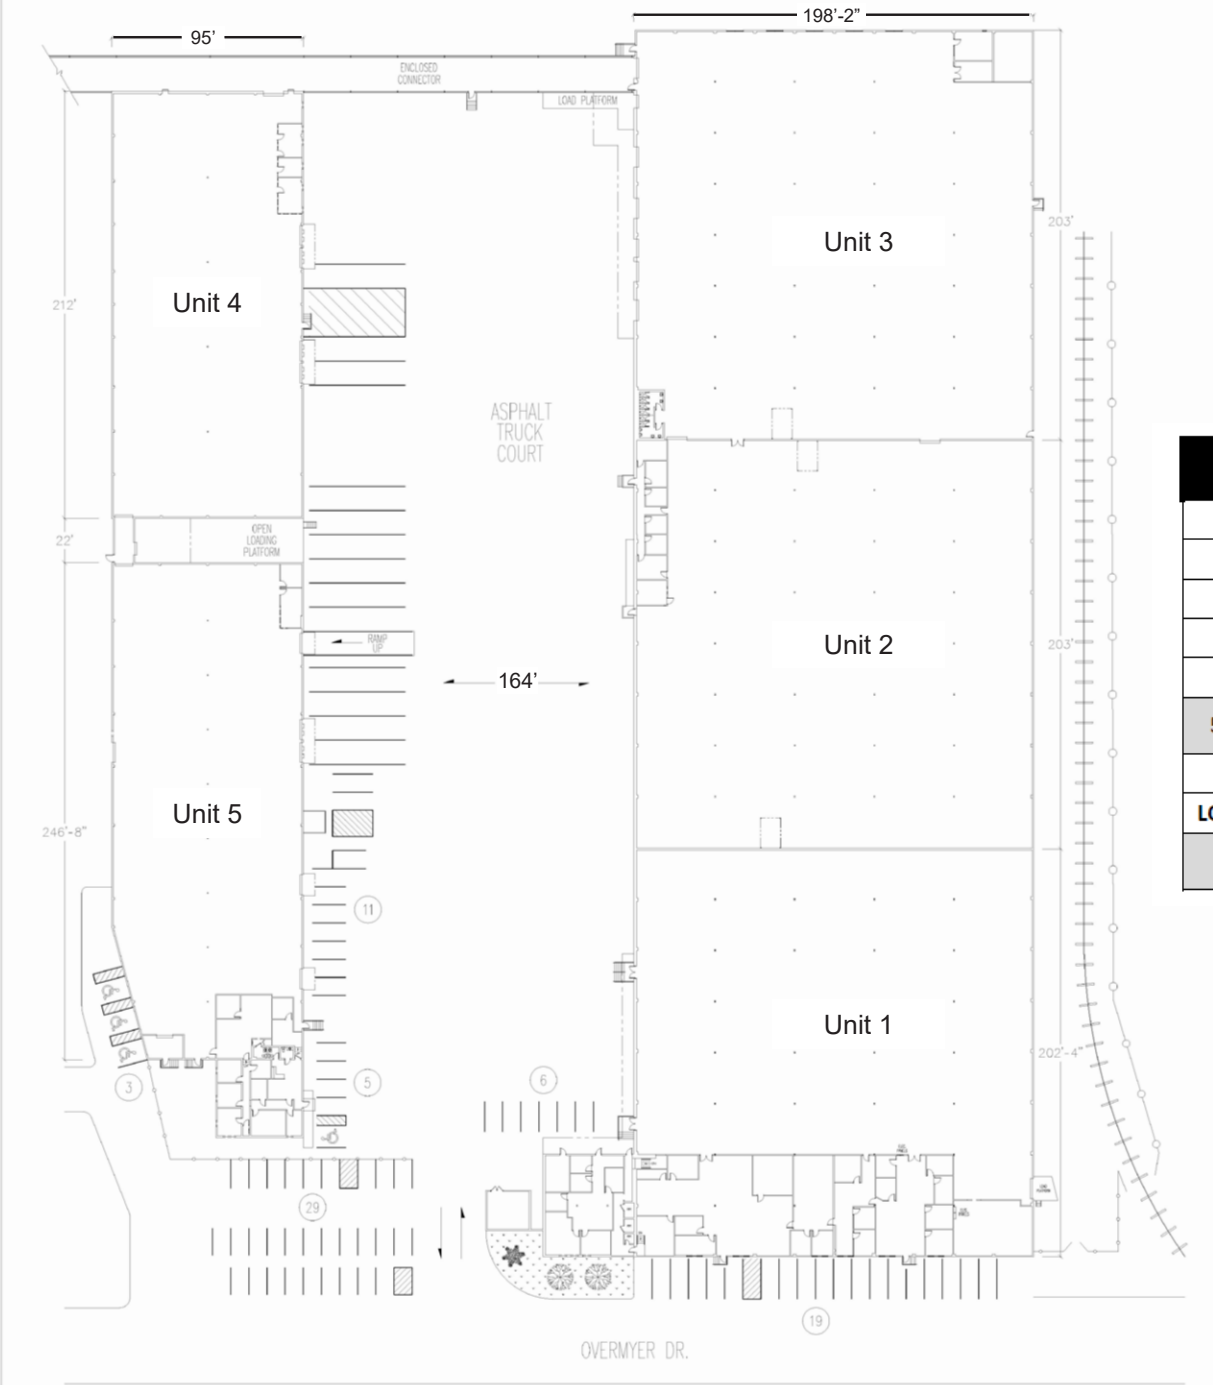 198'-2”
95’
ENCLOSED
CONNECTOR
LOAD PLATFORM
203'
Unit 3
Unit 4
212'
ASPHALT
TRUCK
COURT
OPEN
LOADING
PLATFORM
22'
RAMP
UP
Unit 2
203'
164’
Unit 5
246'-8"
LO
11
Unit 1
202'-4"
3
5
6
29
19
OVERMYER DR.